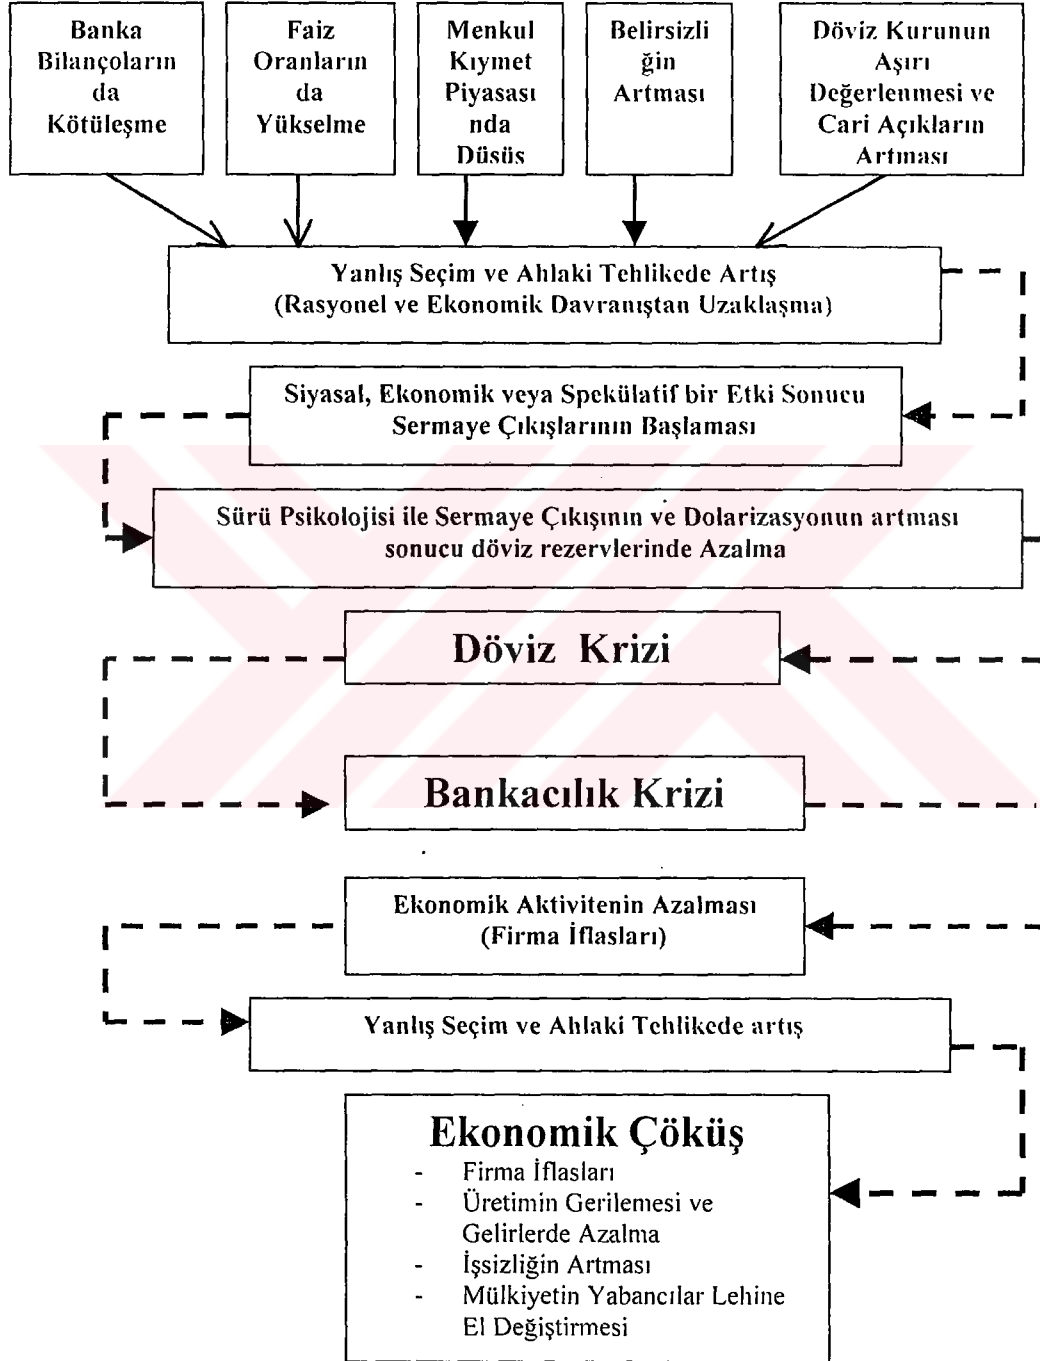 Banka
Bilançoların
da
Kötüleşme
Faiz
Oranların
da
Yükselme
Menkul
Kıymet
Piyasası
nda
Düsüs
Belirsizli
ğin
Artması
Döviz Kurunun
Aşırı
Değerlenmesi ve
Cari Açıkların
Artması
Yanlış Seçim ve Ahlaki Tehlikede Artış
(Rasyonel ve Ekonomik Davranıştan Uzaklaşma)
Siyasal, Ekonomik veya Spekülatif bir Etki Sonucu
Sermaye Çıkışlarının Başlaması
Sürü Psikolojisi ile Sermaye Çıkışının ve Dolarizasyonun artması
sonucu döviz rezervlerinde Azalma
Döviz Krizi
Bankacılık Krizi
Ekonomik Aktivitenin Azalması
(Firma İflasları)
Yanlış Seçim ve Ahlaki Tehlikede artış
Ekonomik Çöküş
- Firma İflasları
- Üretimin Gerilemesi ve
Gelirlerde Azalma
- İşsizliğin Artması
- Mülkiyetin Yabancılar Lehine
El Değiştirmesi